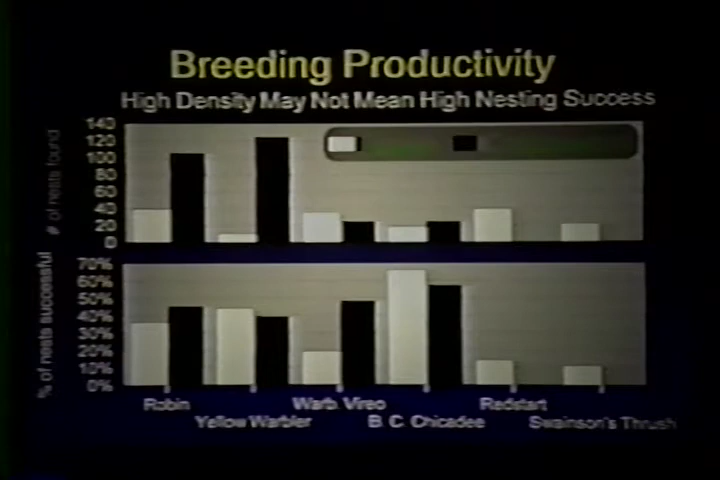 Breeding Productivity
High Density May Not Mean High Nesting Success
# of nests found
140
120
100
80
60
40
20
0
% of nests successful
70%
60%
50%
40%
30%
20%
10%
0%
Robin
Yellow Warbler
Warb. Vireo
B. C. Chicadee
Redstart
Swainson's Thrush